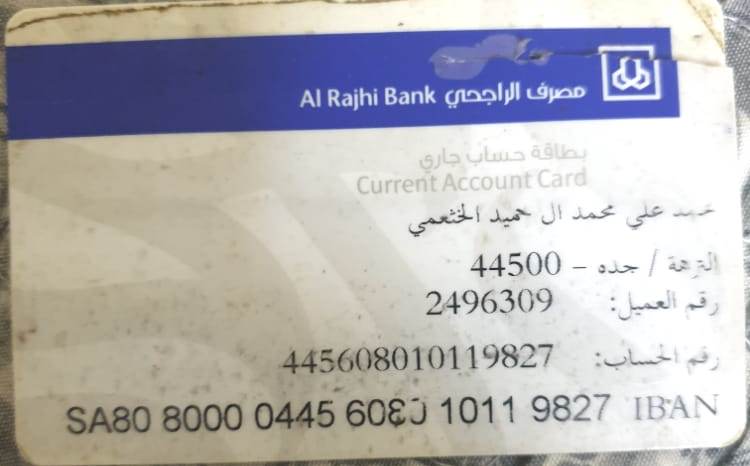 Al Rajhi Bank مصرف الراجحي
بطاقة حساب جاري
Current Account Card
علي محمد ال حميد الخثعمي
النزهة / جده - 44500
رقم العميل: 2496309
رقم الحساب: 445608010119827
SA80 8000 0445 6080 1011 9827 IBAN